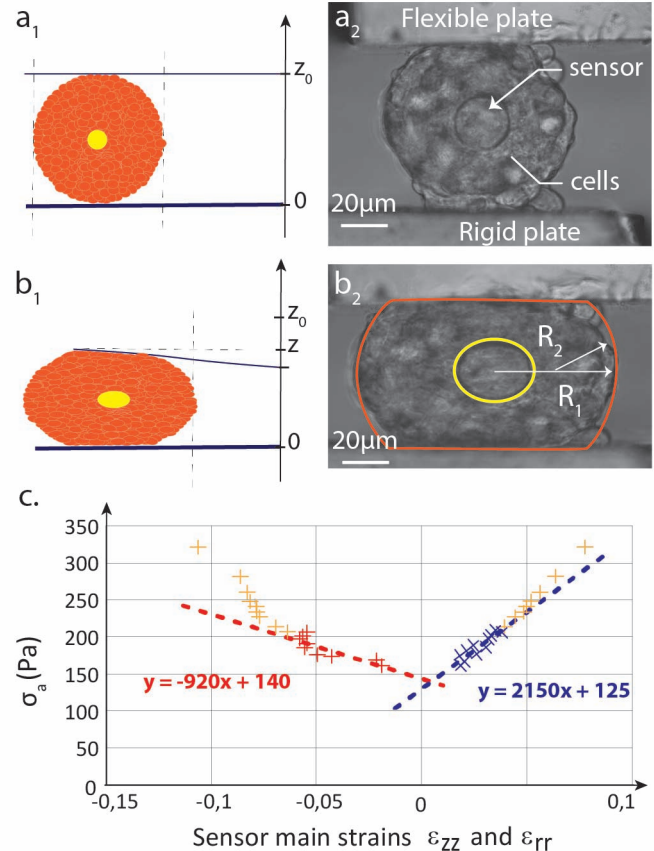 a1
z0
0
a2
Flexible plate
sensor
cells
20μm
Rigid plate
b1
z0
z
0
b2
R2
R1
20μm
c.
350
300
250
200
150
100
50
0
σa (Pa)
y = -920x + 140
y = 2150x + 125
-0,15
-0,1
-0,05
0
0,1
Sensor main strains εzz and εrr